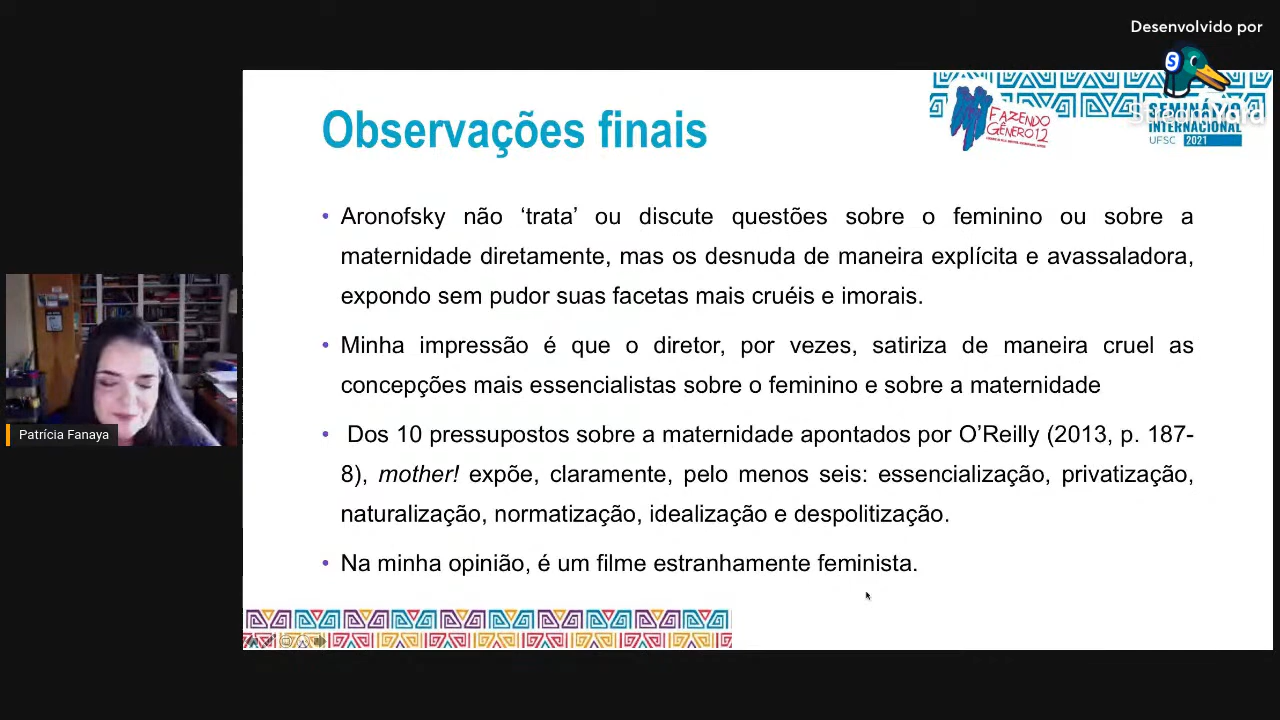 Desenvolvido por
StreamYard
FAZENDO
GÊNERO 12
SEMINÁRIO
INTERNACIONAL
UFSC 2021
Observações finais
• Aronofsky não ‘trata’ ou discute questões sobre o feminino ou sobre a
maternidade diretamente, mas os desnuda de maneira explícita e avassaladora,
expondo sem pudor suas facetas mais cruéis e imorais.
• Minha impressão é que o diretor, por vezes, satiriza de maneira cruel as
concepções mais essencialistas sobre o feminino e sobre a maternidade
• Dos 10 pressupostos sobre a maternidade apontados por O’Reilly (2013, p. 187-
8), mother! expõe, claramente, pelo menos seis: essencialização, privatização,
naturalização, normatização, idealização e despolitização.
• Na minha opinião, é um filme estranhamente feminista.
Patrícia Fanaya